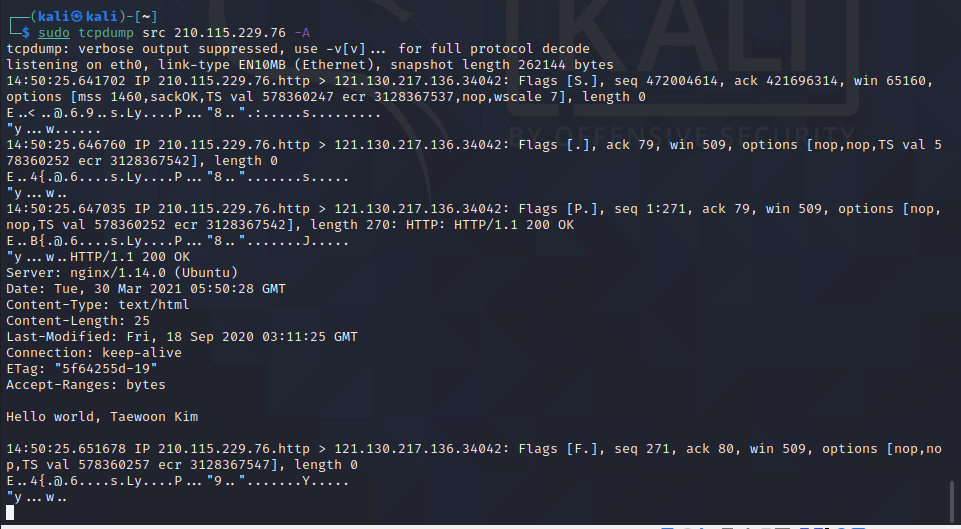 (kali㉿kali)-[~]
$ sudo tcpdump src 210.115.229.76 -A
tcpdump: verbose output suppressed, use -v[v]... for full protocol decode
listening on eth0, link-type EN10MB (Ethernet), snapshot length 262144 bytes
14:50:25.641702 IP 210.115.229.76.http > 121.130.217.136.34042: Flags [S.], seq 472004614, ack 421696314, win 65160,
options [mss 1460,sackOK,TS val 578360247 ecr 3128367537,nop,wscale 7], length 0
E..< ..@.6.9..s.Ly....P..."8..".:.....s.........
"y...w......
14:50:25.646760 IP 210.115.229.76.http > 121.130.217.136.34042: Flags [.], ack 79, win 509, options [nop,nop,TS val 5
78360252 ecr 3128367542], length 0
E..4{.@.6....s.Ly....P..."8..".......s.....
"y...w..
14:50:25.647035 IP 210.115.229.76.http > 121.130.217.136.34042: Flags [P.], seq 1:271, ack 79, win 509, options [nop,
nop,TS val 578360252 ecr 3128367542], length 270: HTTP: HTTP/1.1 200 OK
E..B{.@.6....s.Ly....P..."8..".......J.....
"y...w..HTTP/1.1 200 OK
Server: nginx/1.14.0 (Ubuntu)
Date: Tue, 30 Mar 2021 05:50:28 GMT
Content-Type: text/html
Content-Length: 25
Last-Modified: Fri, 18 Sep 2020 03:11:25 GMT
Connection: keep-alive
ETag: "5f64255d-19"
Accept-Ranges: bytes
Hello world, Taewoon Kim
14:50:25.651678 IP 210.115.229.76.http > 121.130.217.136.34042: Flags [F.], seq 271, ack 80, win 509, options [nop,no
p,TS val 578360257 ecr 3128367547], length 0
E..4{.@.6....s.Ly....P..."9..".......Y.....
"y...w..
KALI
BY OFFENSIVE SECURITY